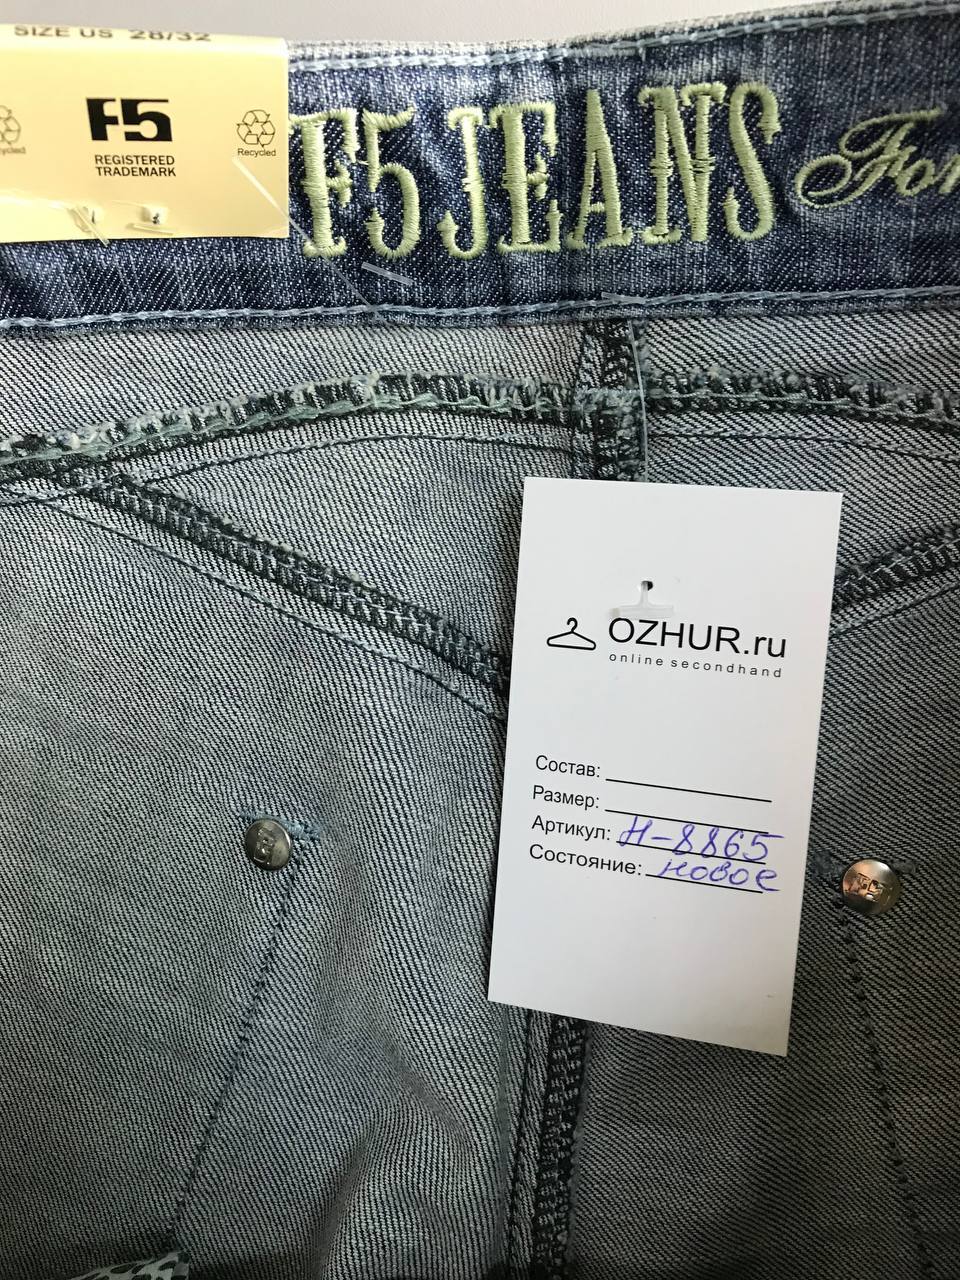 SIZE US 28/32
F5
REGISTERED
TRADEMARK
Recycled
F5 JEANS
OZHUR.ru
online secondhand
Состав:
Размер:
Артикул: Н-8865
Состояние: новое